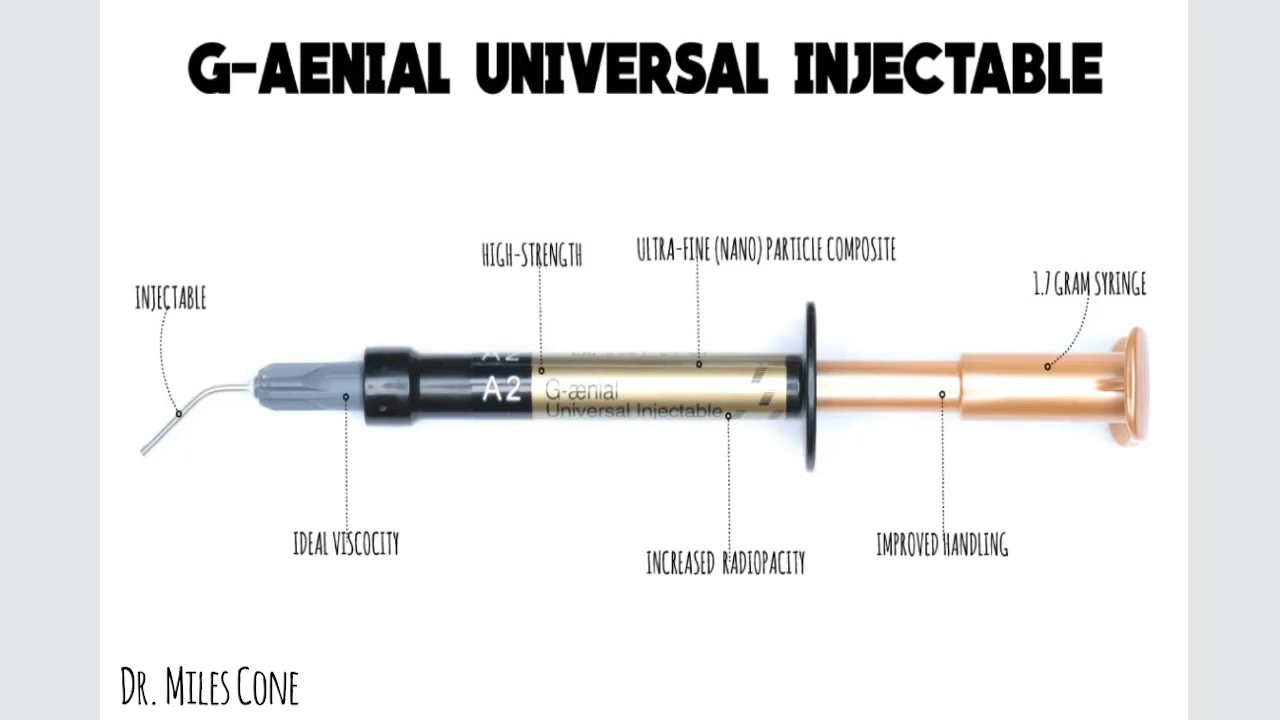 G-AENIAL UNIVERSAL INJECTABLE
HIGH-STRENGTH
ULTRA-FINE (NANO) PARTICLE COMPOSITE
INJECTABLE
1.7 GRAM SYRINGE
A2
A2
G-ænial
Universal Injectable
IDEAL VISCOCITY
INCREASED RADIOPACITY
IMPROVED HANDLING
DR. MILES CONE